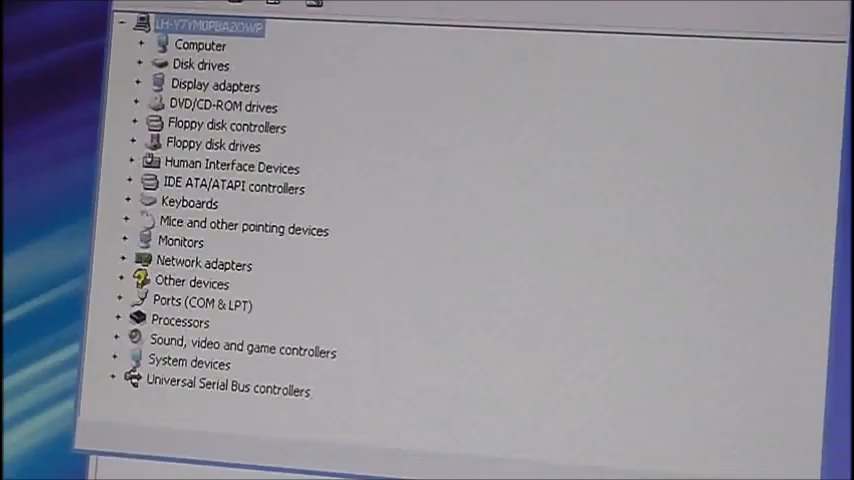 Computer
Disk drives
Display adapters
DVD/CD-ROM drives
Floppy disk controllers
Floppy disk drives
Human Interface Devices
IDE ATA/ATAPI controllers
Keyboards
Mice and other pointing devices
Monitors
Network adapters
Other devices
Ports (COM & LPT)
Processors
Sound, video and game controllers
System devices
Universal Serial Bus controllers